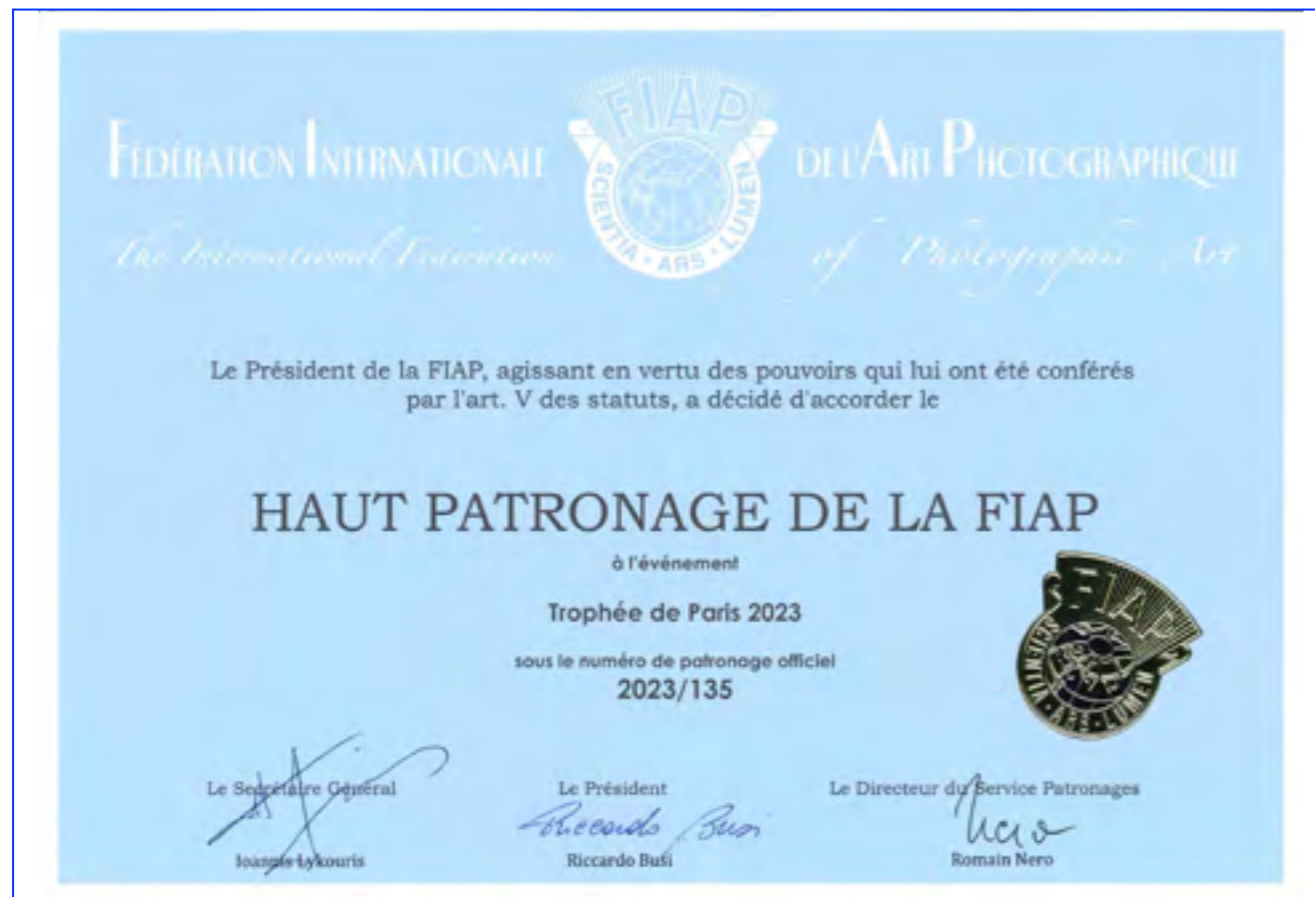 FIAP
SCIENTIA • ARS • LUMEN
FÉDÉRATION INTERNATIONALE DE L'ART PHOTOGRAPHIQUE
The International Federation of Photographic Art
Le Président de la FIAP, agissant en vertu des pouvoirs qui lui ont été conférés
par l'art. V des statuts, a décidé d'accorder le
HAUT PATRONAGE DE LA FIAP
à l'événement
Trophée de Paris 2023
sous le numéro de patronage officiel
2023/135
FIAP
SCIENTIA • ARS • LUMEN
Le Secrétaire Général Le Président Le Directeur du Service Patronages
Riccardo Busi Nero
Ioannis Lykouris Riccardo Busi Romain Nero